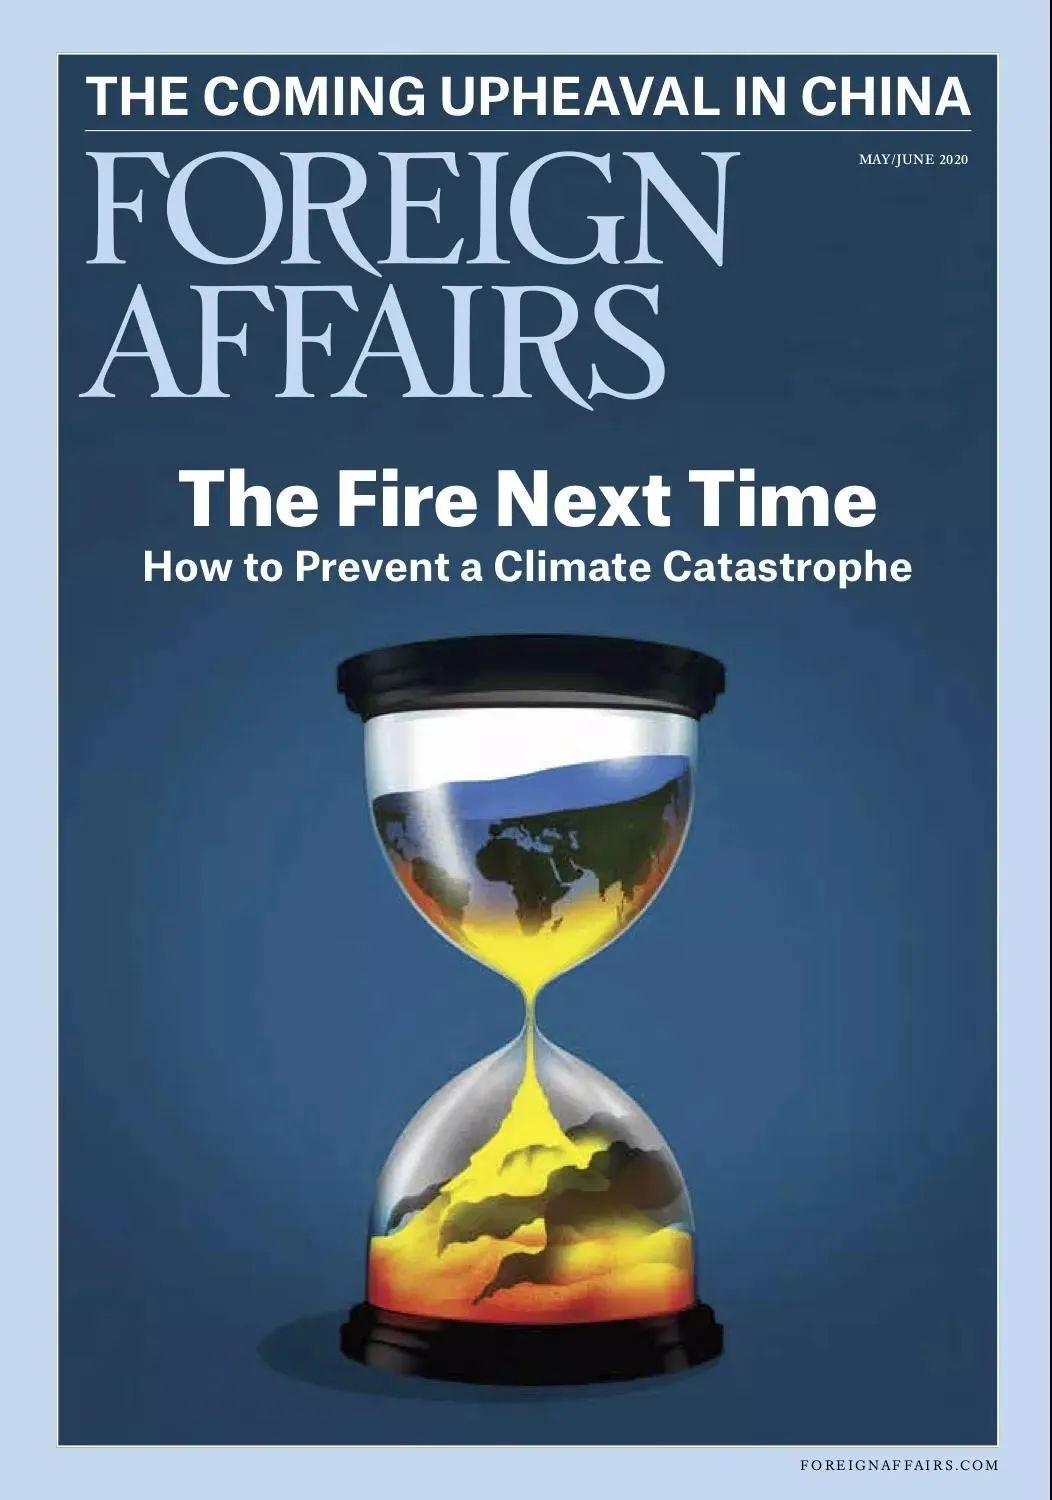 THE COMING UPHEAVAL IN CHINA
MAY/JUNE 2020
FOREIGN
AFFAIRS
The Fire Next Time
How to Prevent a Climate Catastrophe
FOREIGNAFFAIRS.COM